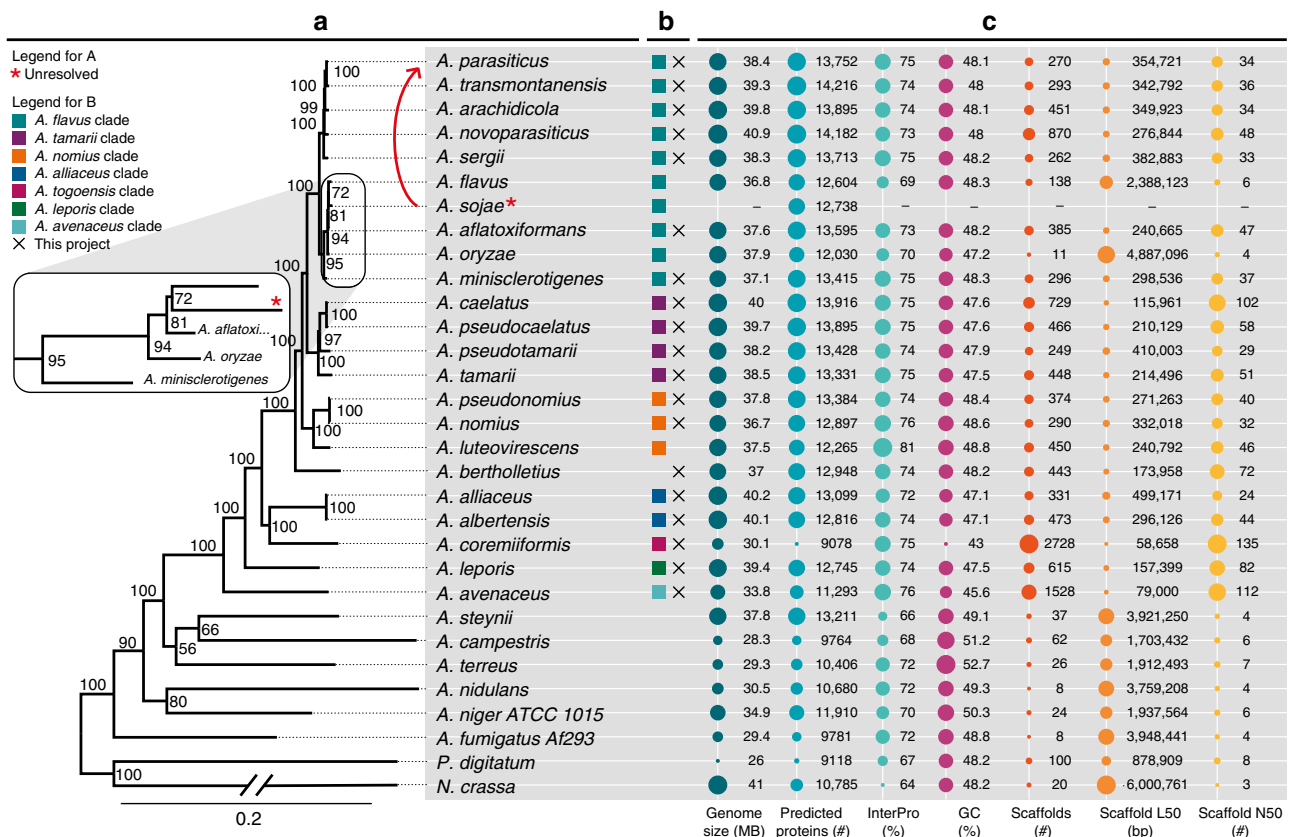 a b c
Legend for A
* Unresolved
Legend for B
A. flavus clade
A. tamarii clade
A. nomius clade
A. alliaceus clade
A. togoensis clade
A. leporis clade
A. avenaceus clade
× This project
100
100
99
100
100
72
81
94
95
100
100
97
100
100
100
100
100
100
100
100
100
66
56
90
100
80
100
72
*
81
A. aflatoxi...
94
A. oryzae
95
A. minisclerotigenes
0.2
A. parasiticus × 38.4 13,752 75 48.1 270 354,721 34
A. transmontanensis × 39.3 14,216 74 48 293 342,792 36
A. arachidicola × 39.8 13,895 74 48.1 451 349,923 34
A. novoparasiticus × 40.9 14,182 73 48 870 276,844 48
A. sergii × 38.3 13,713 75 48.2 262 382,883 33
A. flavus 36.8 12,604 69 48.3 138 2,388,123 6
A. sojae* – 12,738 – – – – –
A. aflatoxiformans × 37.6 13,595 73 48.2 385 240,665 47
A. oryzae 37.9 12,030 70 47.2 11 4,887,096 4
A. minisclerotigenes × 37.1 13,415 74 48.3 296 298,536 37
A. caelatus × 40 13,916 75 47.6 729 115,961 102
A. pseudocaelatus × 39.7 13,895 75 47.6 466 210,129 58
A. pseudotamarii × 38.2 13,428 74 47.9 249 410,003 29
A. tamarii × 38.5 13,331 75 47.5 448 214,496 51
A. pseudonomius × 37.8 13,384 74 48.4 374 271,263 40
A. nomius × 36.7 12,897 76 48.6 290 332,018 32
A. luteovirescens 37.5 12,265 81 48.8 450 240,792 46
A. bertholletius × 37 12,948 74 48.2 443 173,958 72
A. alliaceus × 40.2 13,099 72 47.1 331 499,171 24
A. albertensis × 40.1 12,816 74 47.1 473 296,126 44
A. coremiiformis × 30.1 9078 75 43 2728 58,658 135
A. leporis × 39.4 12,745 74 47.5 615 157,399 82
A. avenaceus × 33.8 11,293 76 45.6 1528 79,000 112
A. steynii 37.8 13,211 66 49.1 37 3,921,250 4
A. campestris 28.3 9764 68 51.2 62 1,703,432 6
A. terreus 29.3 10,406 72 52.7 26 1,912,493 7
A. nidulans 30.5 10,680 72 49.3 8 3,759,208 4
A. niger ATCC 1015 34.9 11,910 70 50.3 24 1,937,564 6
A. fumigatus Af293 29.4 9781 72 48.8 8 3,948,441 4
P. digitatum 26 9118 67 48.2 100 878,909 8
N. crassa 41 10,785 64 48.2 20 6,000,761 3
Genome Predicted InterPro GC Scaffolds Scaffold L50 Scaffold N50
size (MB) proteins (#) (%) (%) (#) (bp) (#)